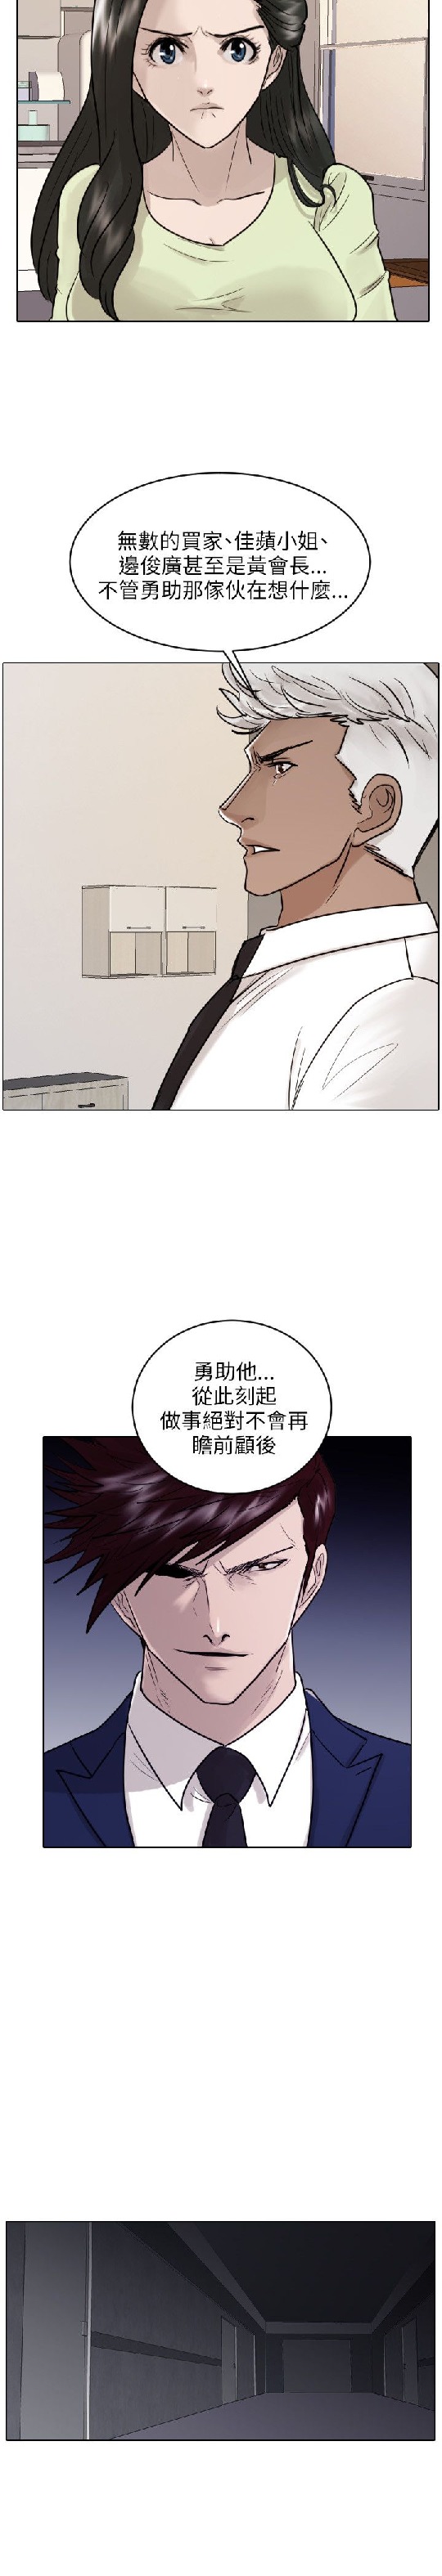 無數的買家、佳蘋小姐、
邊俊廣甚至是黃會長...
不管勇助那傢伙在想什麼...
勇助他...
從此刻起
做事絕對不會再
瞻前顧後